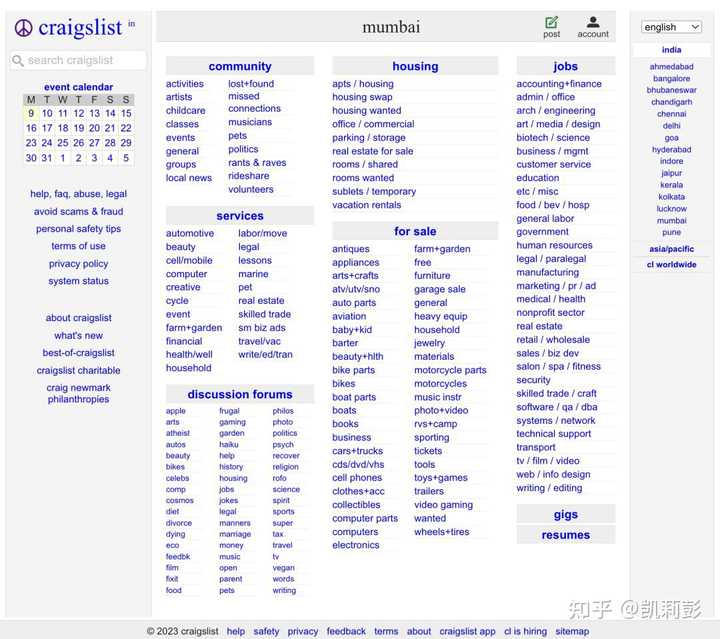 craigslist in
search craigslist
event calendar
M T W T F S S
9 10 11 12 13 14 15
16 17 18 19 20 21 22
23 24 25 26 27 28 29
30 31 1 2 3 4 5
help, faq, abuse, legal
avoid scams & fraud
personal safety tips
terms of use
privacy policy
system status
about craigslist
what's new
best-of-craigslist
craigslist charitable
craig newmark
philanthropies
mumbai
post
account
community
activities
artists
childcare
classes
events
general
groups
local news
lost+found
missed
connections
musicians
pets
politics
rants & raves
rideshare
volunteers
services
automotive
beauty
cell/mobile
computer
creative
cycle
event
farm+garden
financial
health/well
household
labor/move
legal
lessons
marine
pet
real estate
skilled trade
sm biz ads
travel/vac
write/ed/tran
discussion forums
apple
arts
atheist
autos
beauty
bikes
celebs
comp
cosmos
diet
divorce
dying
eco
feedbk
film
fixit
food
frugal
gaming
garden
haiku
help
history
housing
jobs
jokes
legal
manners
marriage
money
music
open
parent
pets
philos
photo
politics
psych
recover
religion
rofo
science
spirit
sports
super
tax
travel
tv
vegan
words
writing
housing
apts / housing
housing swap
housing wanted
office / commercial
parking / storage
real estate for sale
rooms / shared
rooms wanted
sublets / temporary
vacation rentals
for sale
antiques
appliances
arts+crafts
atv/utv/sno
auto parts
aviation
baby+kid
barter
beauty+hlth
bike parts
bikes
boat parts
boats
books
business
cars+trucks
cds/dvd/vhs
cell phones
clothes+acc
collectibles
computer parts
computers
electronics
farm+garden
free
furniture
garage sale
general
heavy equip
household
jewelry
materials
motorcycle parts
motorcycles
music instr
photo+video
rvs+camp
sporting
tickets
tools
toys+games
trailers
video gaming
wanted
wheels+tires
jobs
accounting+finance
admin / office
arch / engineering
art / media / design
biotech / science
business / mgmt
customer service
education
etc / misc
food / bev / hosp
general labor
government
human resources
legal / paralegal
manufacturing
marketing / pr / ad
medical / health
nonprofit sector
real estate
retail / wholesale
sales / biz dev
salon / spa / fitness
security
skilled trade / craft
software / qa / dba
systems / network
technical support
transport
tv / film / video
web / info design
writing / editing
gigs
resumes
english
india
ahmedabad
bangalore
bhubaneswar
chandigarh
chennai
delhi
goa
hyderabad
indore
jaipur
kerala
kolkata
lucknow
mumbai
pune
asia/pacific
cl worldwide
知乎 @凯莉彭
© 2023 craigslist help safety privacy feedback terms about craigslist app cl is hiring sitemap